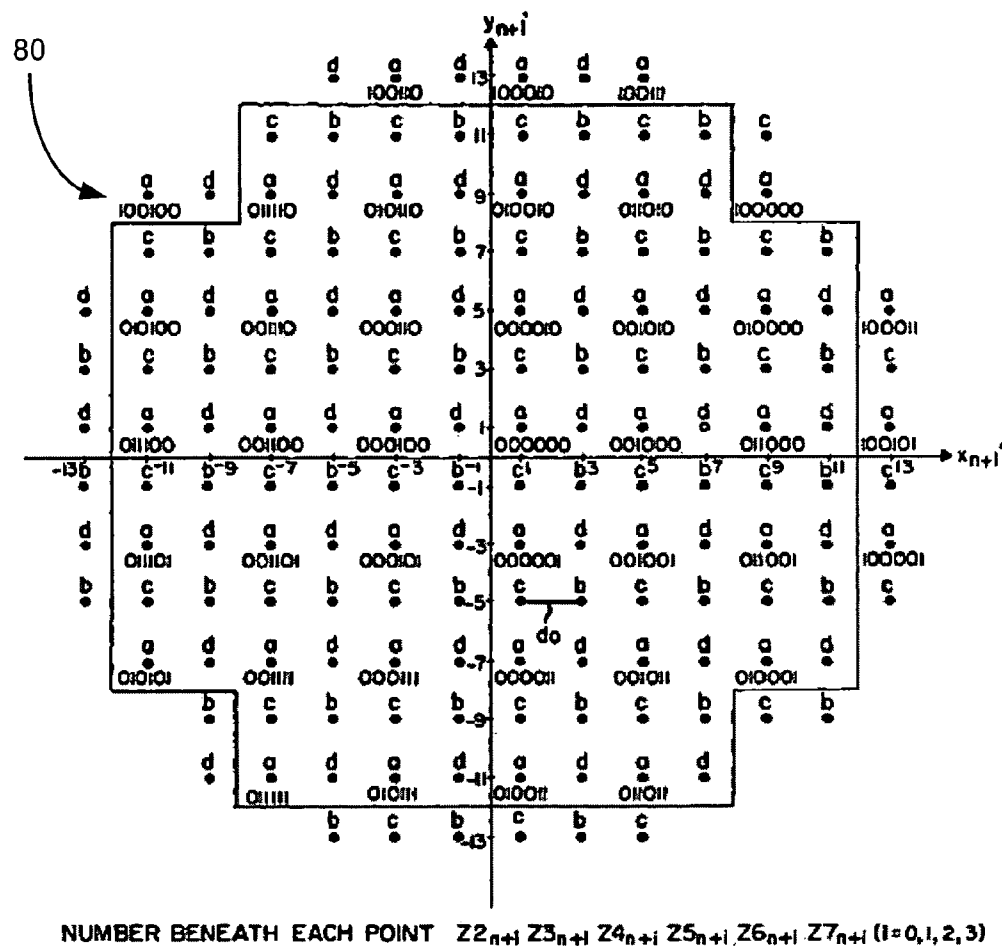 y n+1'
80
d a d a d a
13
100110 100010 100111
c b c b c b c b c
11
a d a d a d a d a d a
9
100100 011110 010110 010010 011010 100000
c b c b c b c b c b c b
7
d a d a d a d a d a d a d a
5
010100 001110 000110 000010 001010 010000 100011
b c b c b c b c b c b c b c
3
d a d a d a d a d a d a d a
1
011100 001100 000100 000000 001000 011000 100101
-13 -11 -9 -7 -5 -3 -1 1 3 5 7 9 11 13 x n+1'
b c b c b c b c b c b c b c
-1
d a d a d a d a d a d a d a
-3
011101 001101 000101 000001 001001 011001 100001
b c b c b c b c b c b c b c
-5
do
a d a d a d a d a d a d
-7
010101 001111 000111 000011 001011 010001
b c b c b c b c b c b
-9
d a d a d a d a d
-11
011111 010111 010011 011011
b c b c b c
-13
NUMBER BENEATH EACH POINT Z2n+i Z3n+i Z4n+i Z5n+i Z6n+i Z7n+i (i=0,1,2,3)